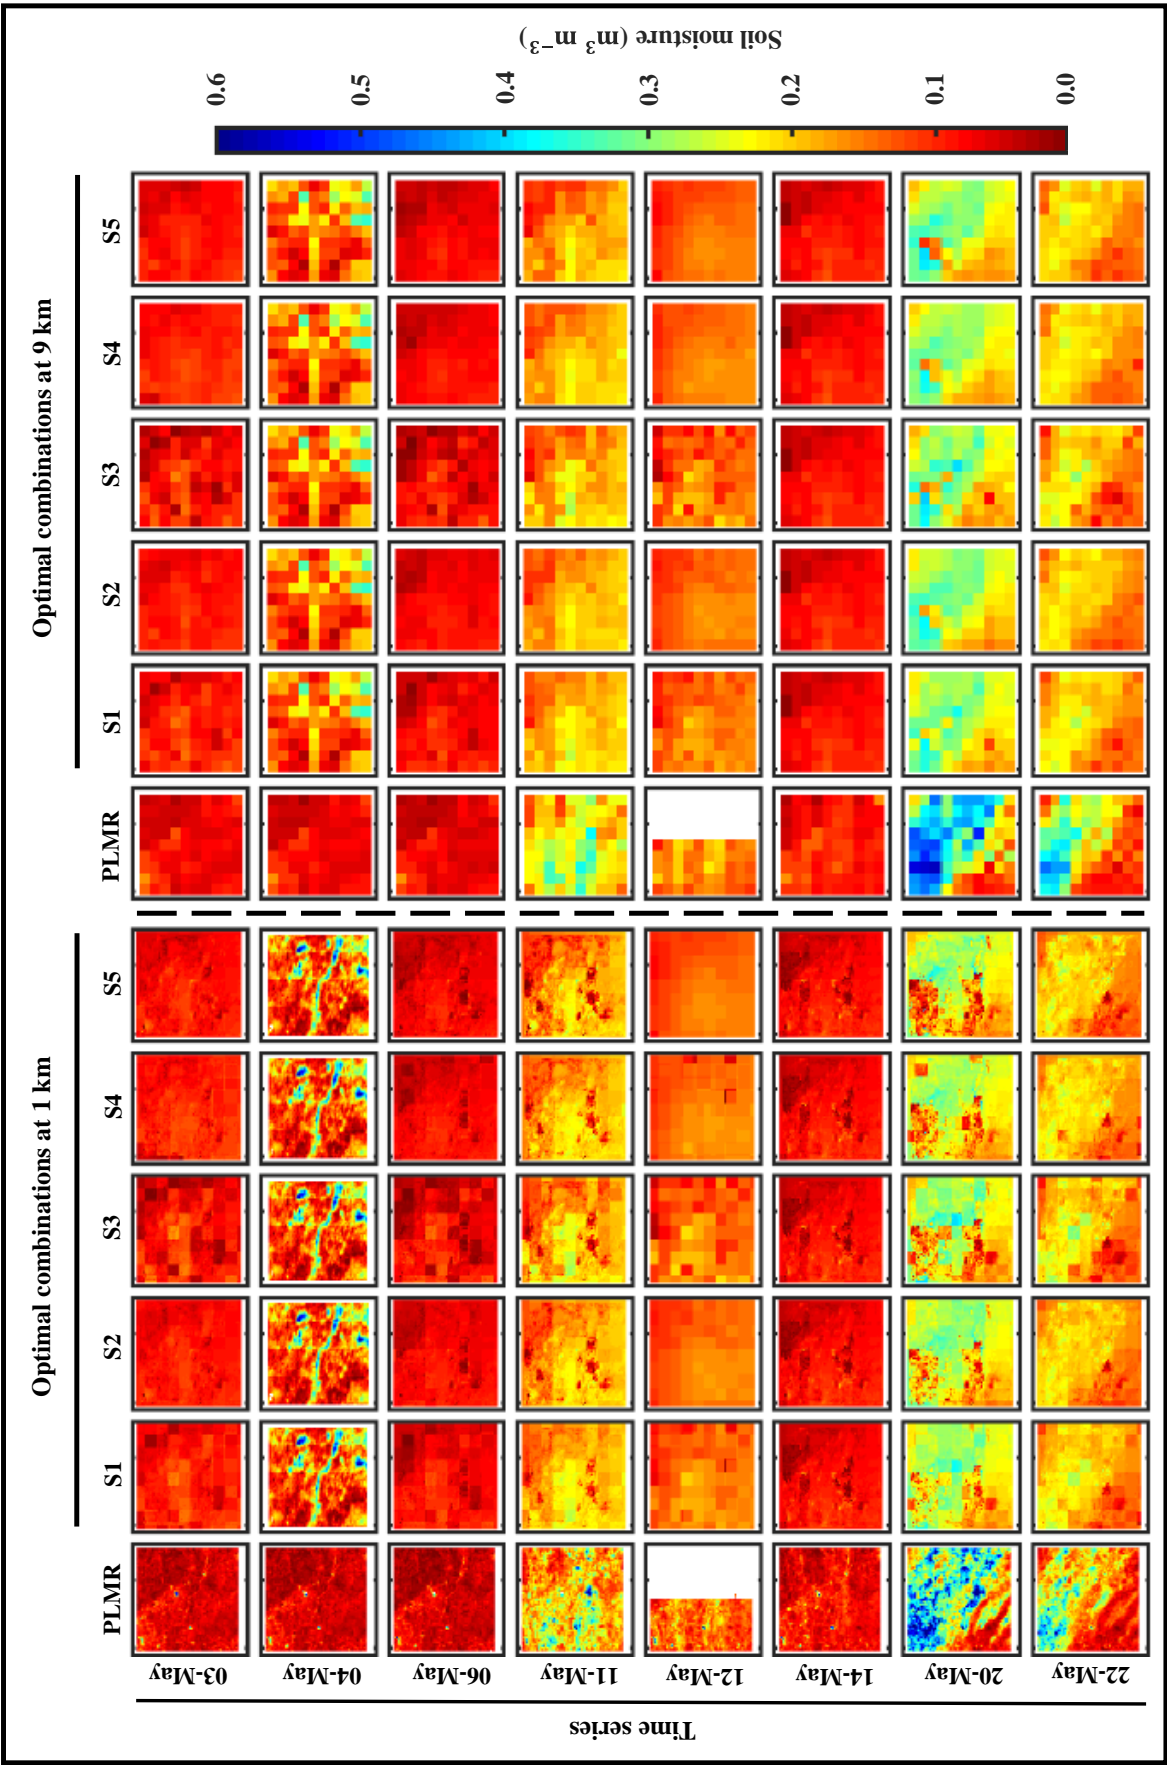 Optimal combinations at 1 km
Optimal combinations at 9 km
PLMR S1 S2 S3 S4 S5 PLMR S1 S2 S3 S4 S5
Time series
03-May
04-May
06-May
11-May
12-May
14-May
20-May
22-May
0.6
0.5
0.4
0.3
0.2
0.1
0.0
Soil moisture (m³ m⁻³)